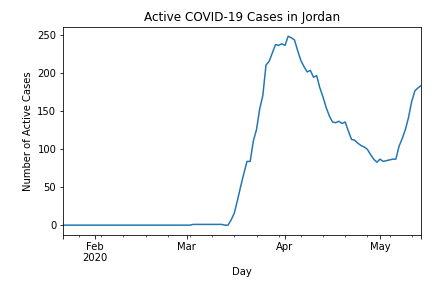 Active COVID-19 Cases in Jordan
250
200
150
100
50
0
Number of Active Cases
Feb
2020
Mar
Apr
May
Day